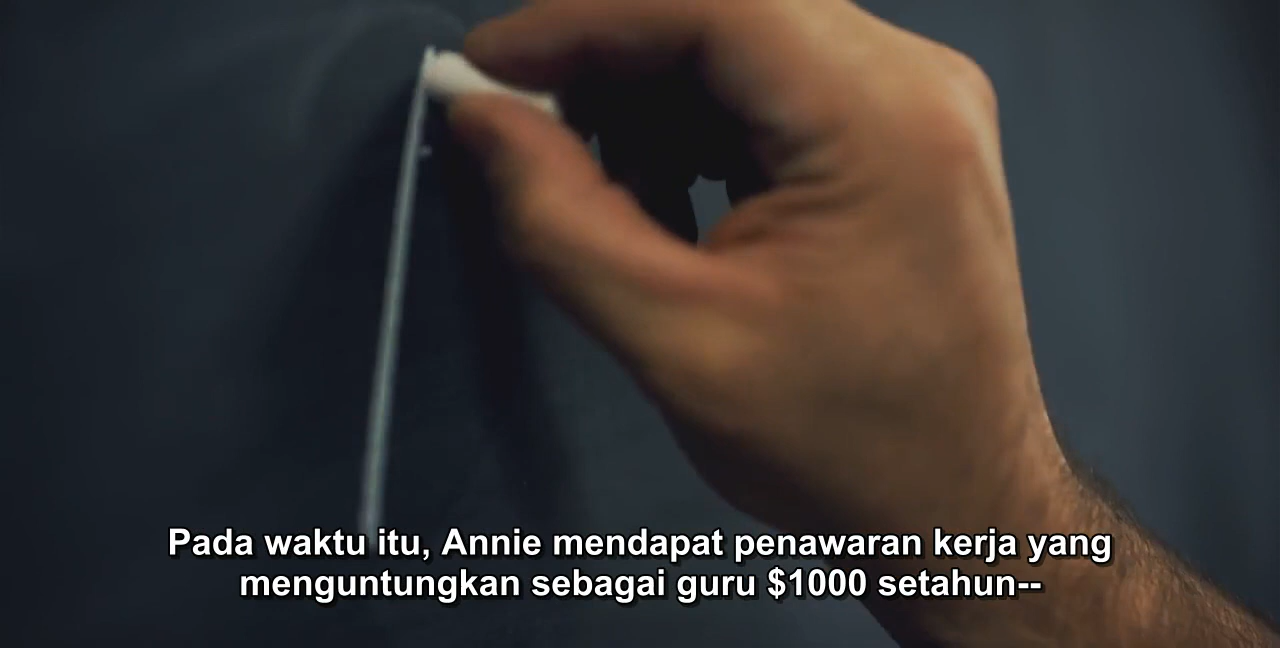 Pada waktu itu, Annie mendapat penawaran kerja yang
menguntungkan sebagai guru $1000 setahun--